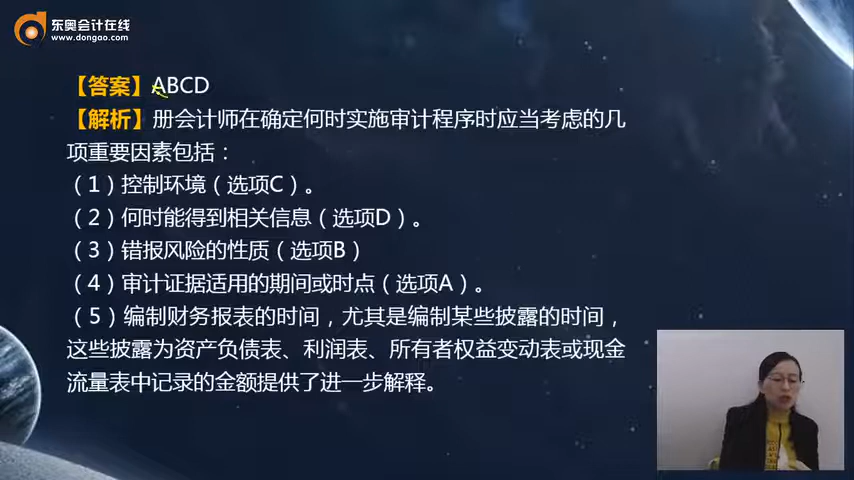 东奥会计在线
www.dongao.com
【答案】ABCD
【解析】册会计师在确定何时实施审计程序时应当考虑的几
项重要因素包括：
（1）控制环境（选项C）。
（2）何时能得到相关信息（选项D）。
（3）错报风险的性质（选项B）
（4）审计证据适用的期间或时点（选项A）。
（5）编制财务报表的时间，尤其是编制某些披露的时间，
这些披露为资产负债表、利润表、所有者权益变动表或现金
流量表中记录的金额提供了进一步解释。